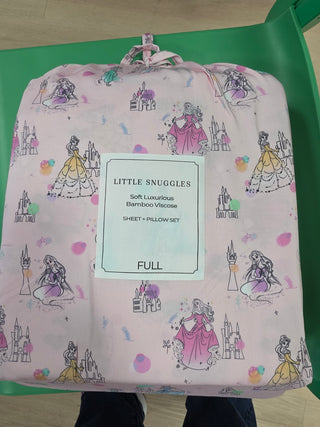 LITTLE SNUGGLES
Soft Luxurious
Bamboo Viscose
SHEET + PILLOW SET
FULL